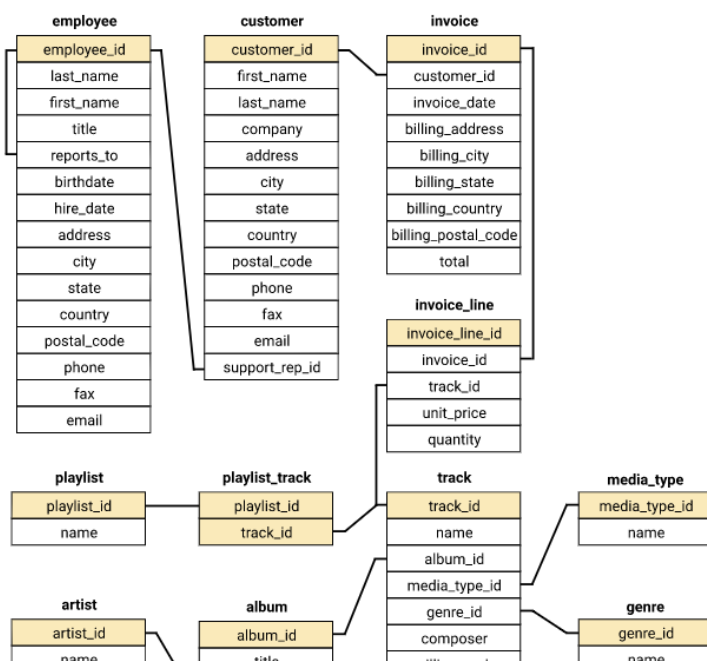 employee
employee_id
last_name
first_name
title
reports_to
birthdate
hire_date
address
city
state
country
postal_code
phone
fax
email
customer
customer_id
first_name
last_name
company
address
city
state
country
postal_code
phone
fax
email
support_rep_id
invoice
invoice_id
customer_id
invoice_date
billing_address
billing_city
billing_state
billing_country
billing_postal_code
total
invoice_line
invoice_line_id
invoice_id
track_id
unit_price
quantity
playlist
playlist_id
name
playlist_track
playlist_id
track_id
track
track_id
name
album_id
media_type_id
genre_id
composer
media_type
media_type_id
name
artist
artist_id
name
album
album_id
title
genre
genre_id
name